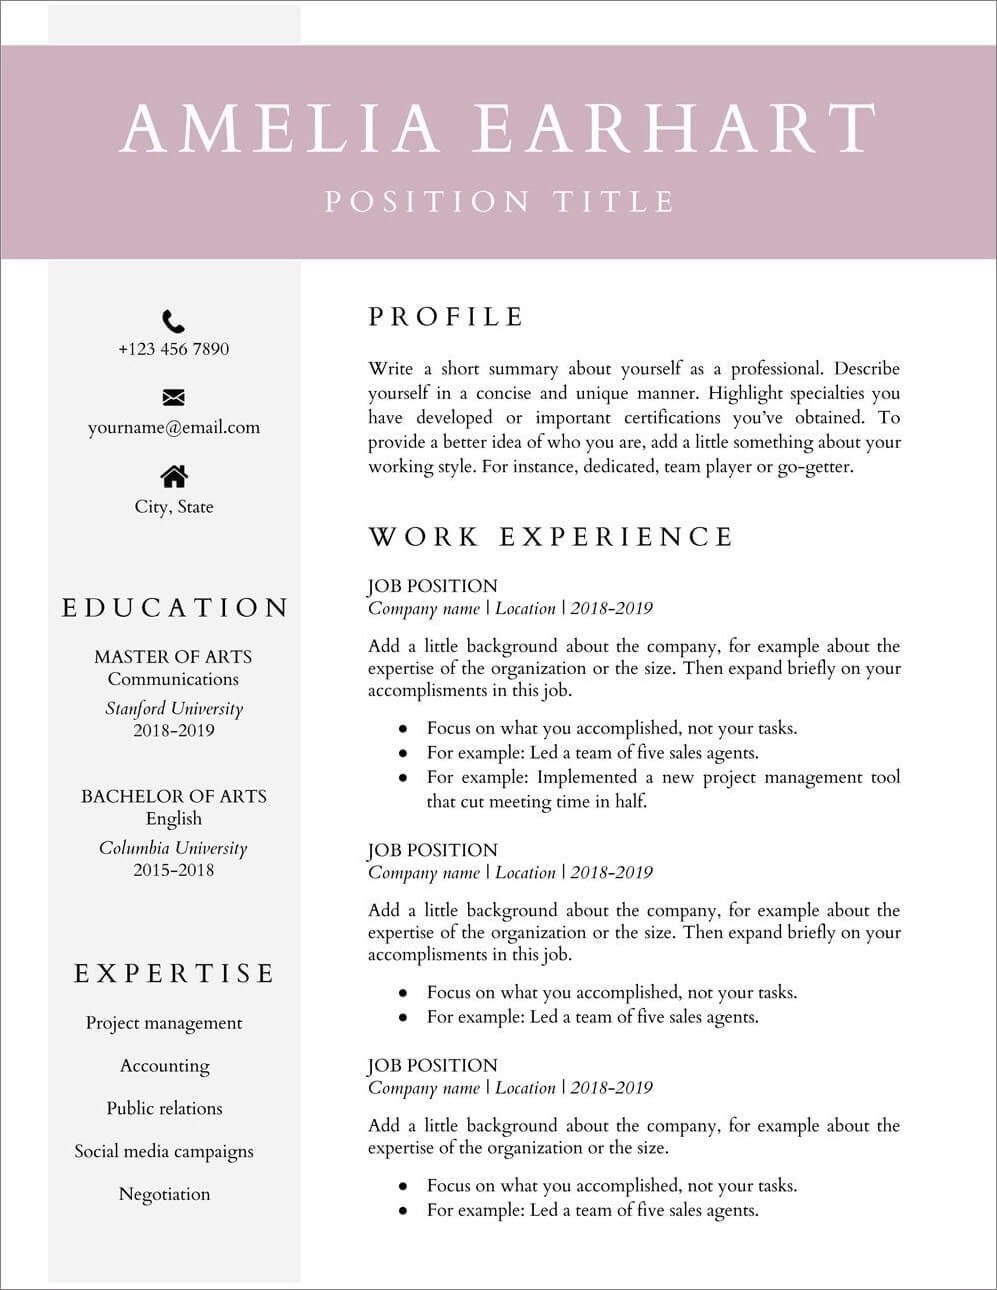 AMELIA EARHART
POSITION TITLE
+123 456 7890
yourname@email.com
City, State
EDUCATION
MASTER OF ARTS
Communications
Stanford University
2018-2019
BACHELOR OF ARTS
English
Columbia University
2015-2018
EXPERTISE
Project management
Accounting
Public relations
Social media campaigns
Negotiation
PROFILE
Write a short summary about yourself as a professional. Describe
yourself in a concise and unique manner. Highlight specialties you
have developed or important certifications you've obtained. To
provide a better idea of who you are, add a little something about your
working style. For instance, dedicated, team player or go-getter.
WORK EXPERIENCE
JOB POSITION
Company name | Location | 2018-2019
Add a little background about the company, for example about the
expertise of the organization or the size. Then expand briefly on your
accomplisments in this job.
● Focus on what you accomplished, not your tasks.
● For example: Led a team of five sales agents.
● For example: Implemented a new project management tool
that cut meeting time in half.
JOB POSITION
Company name | Location | 2018-2019
Add a little background about the company, for example about the
expertise of the organization or the size. Then expand briefly on your
accomplisments in this job.
● Focus on what you accomplished, not your tasks.
● For example: Led a team of five sales agents.
JOB POSITION
Company name | Location | 2018-2019
Add a little background about the company, for example about the
expertise of the organization or the size.
● Focus on what you accomplished, not your tasks.
● For example: Led a team of five sales agents.